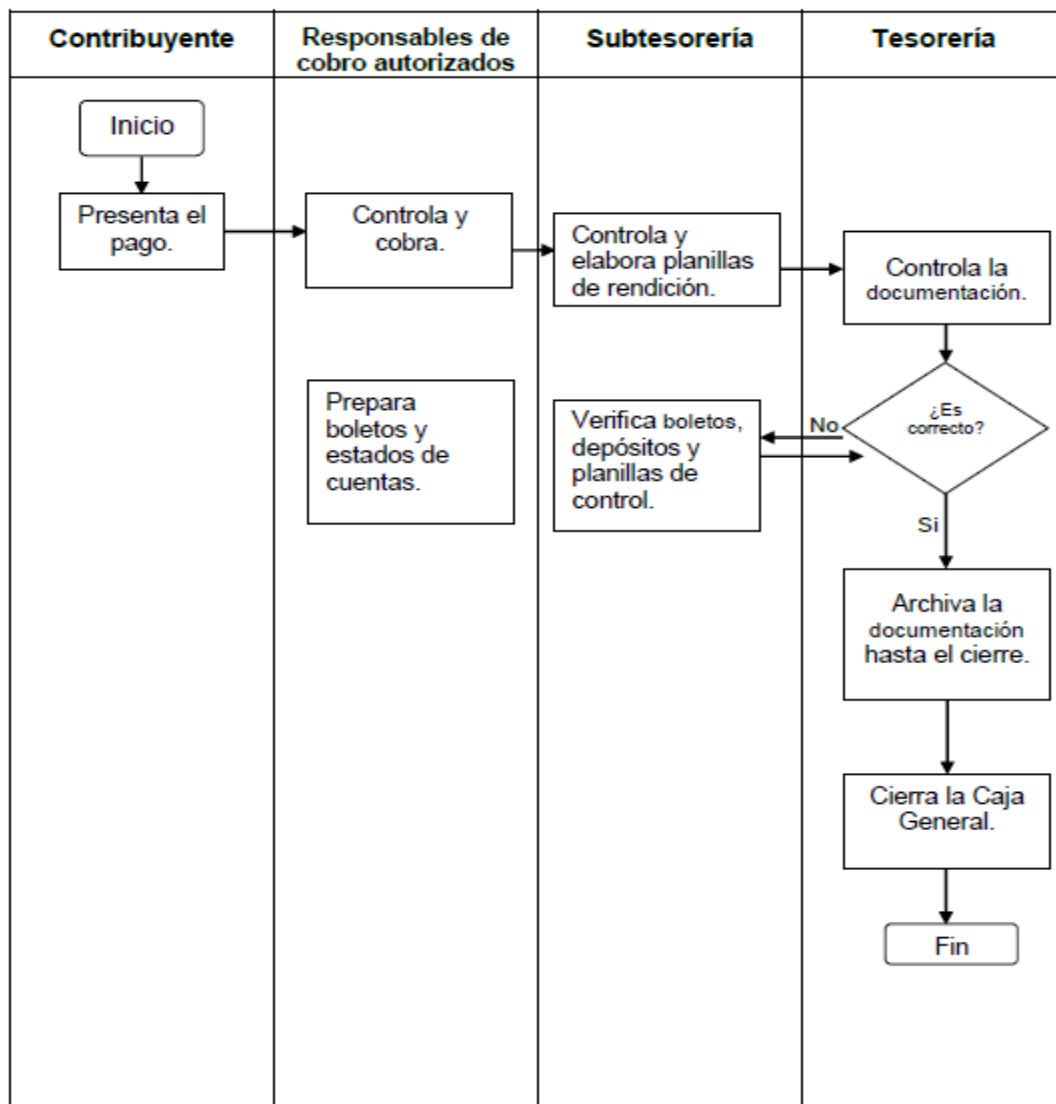 Contribuyente
Responsables de
cobro autorizados
Subtesorería
Tesorería
Inicio
Presenta el
pago.
Controla y
cobra.
Controla y
elabora planillas
de rendición.
Controla la
documentación.
Prepara
boletos y
estados de
cuentas.
Verifica boletos,
depósitos y
planillas de
control.
No
¿Es
correcto?
Si
Archiva la
documentación
hasta el cierre.
Cierra la Caja
General.
Fin